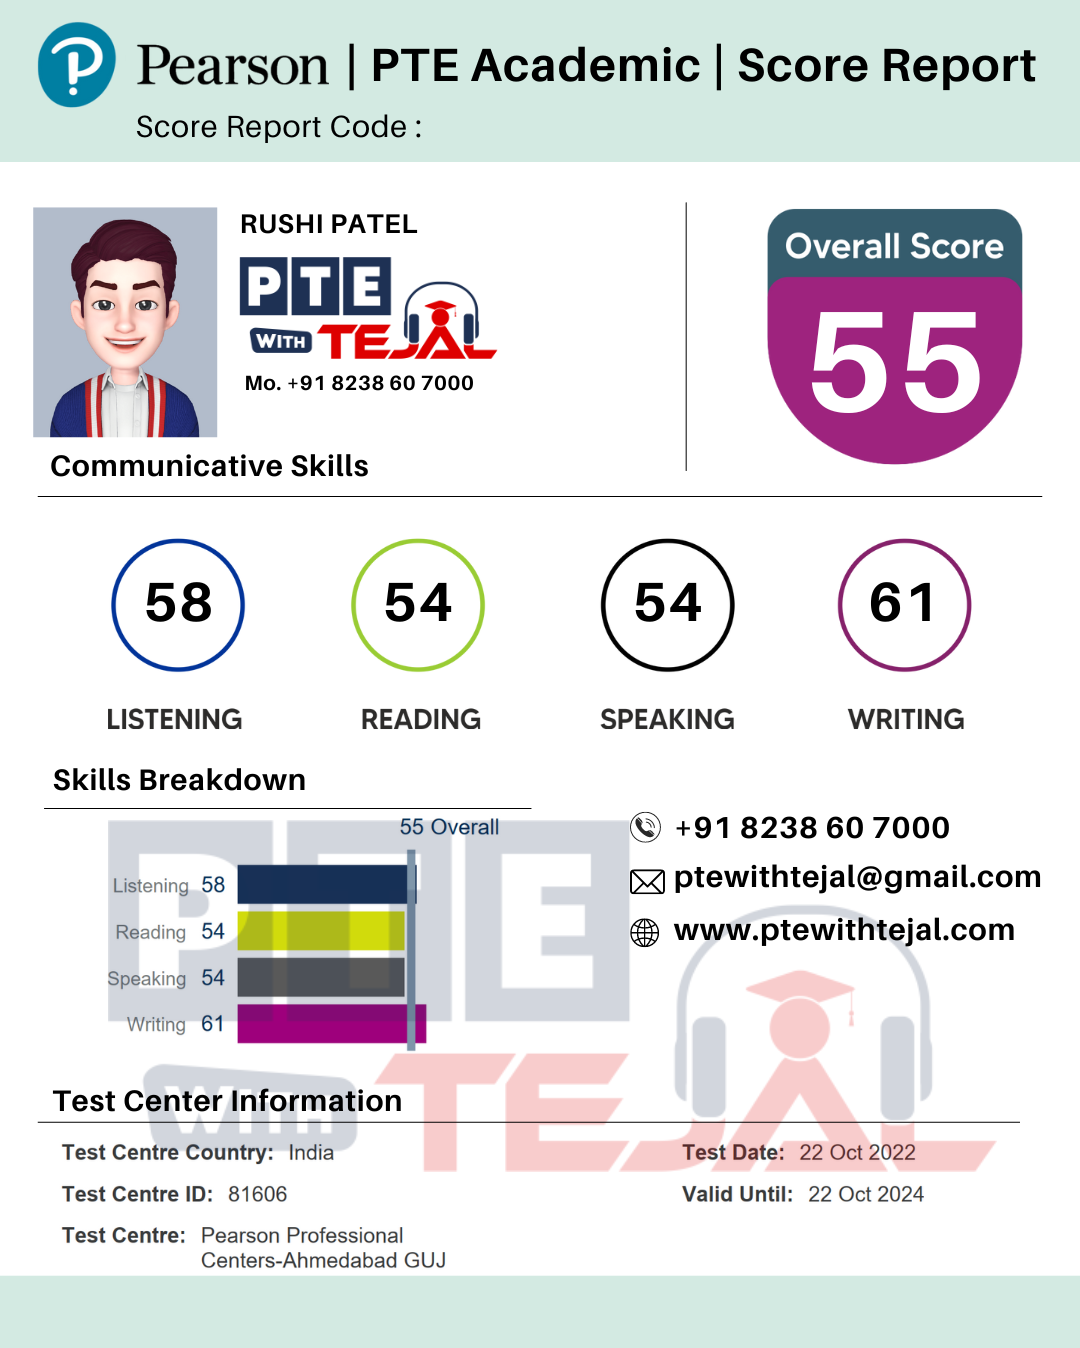 Pearson | PTE Academic | Score Report
Score Report Code :
RUSHI PATEL
PTE
WITH TEJAL
Mo. +91 8238 60 7000
Overall Score
55
Communicative Skills
58 54 54 61
LISTENING READING SPEAKING WRITING
Skills Breakdown
55 Overall
Listening 58
Reading 54
Speaking 54
Writing 61
+91 8238 60 7000
ptewithtejal@gmail.com
www.ptewithtejal.com
PTE
WITH TEJAL
Test Center Information
Test Centre Country: India
Test Centre ID: 81606
Test Centre: Pearson Professional
Centers-Ahmedabad GUJ
Test Date: 22 Oct 2022
Valid Until: 22 Oct 2024